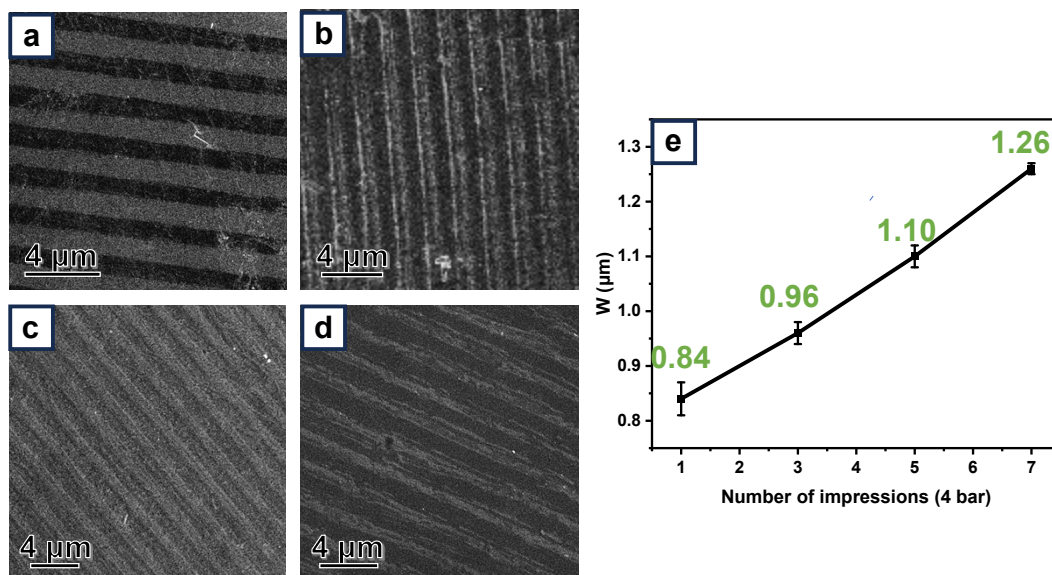 a
4 μm
b
4 μm
c
4 μm
d
4 μm
e
W (μm)
1.3
1.2
1.1
1.0
0.9
0.8
0.84
0.96
1.10
1.26
1 2 3 4 5 6 7
Number of impressions (4 bar)